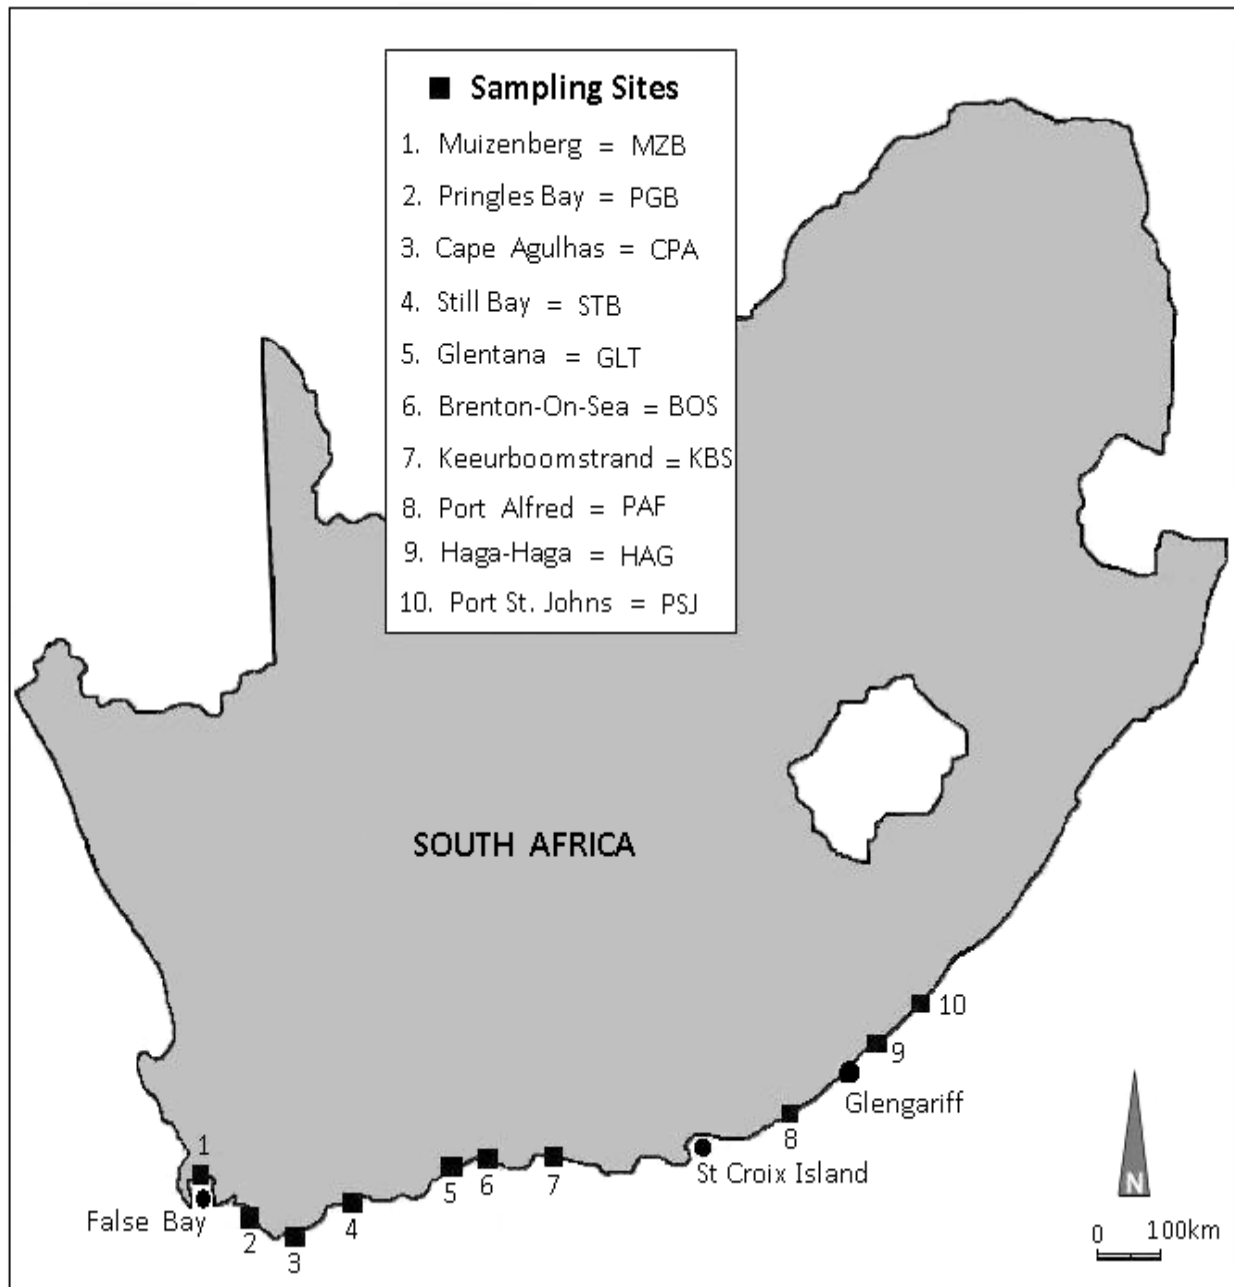 ■ Sampling Sites
1. Muizenberg = MZB
2. Pringles Bay = PGB
3. Cape Agulhas = CPA
4. Still Bay = STB
5. Glentana = GLT
6. Brenton-On-Sea = BOS
7. Keeurboomstrand = KBS
8. Port Alfred = PAF
9. Haga-Haga = HAG
10. Port St. Johns = PSJ
SOUTH AFRICA
10
9
Glengariff
8
St Croix Island
1
7
6
5
False Bay
4
2
3
N
0 100km